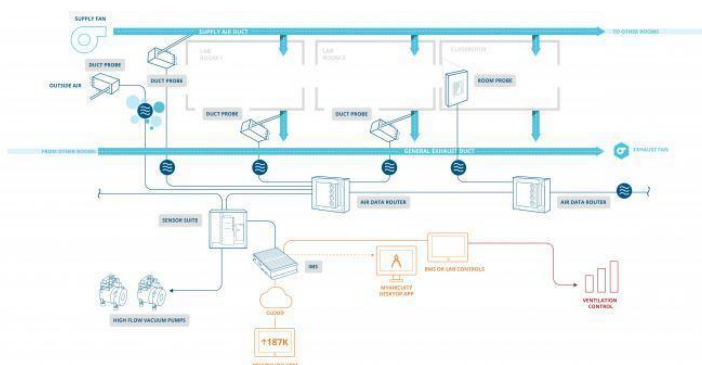 SUPPLY FAN
SUPPLY AIR DUCT
TO OTHER ROOMS
LAB
ROOM 1
LAB
ROOM 2
CLASSROOM
DUCT PROBE
DUCT PROBE
OUTSIDE AIR
ROOM PROBE
DUCT PROBE
DUCT PROBE
FROM OTHER ROOMS
GENERAL EXHAUST DUCT
EXHAUST FAN
AIR DATA ROUTER
AIR DATA ROUTER
SENSOR SUITE
IMS
BMS OR LAB CONTROLS
MYAIRCUITY
DESKTOP APP
VENTILATION
CONTROL
CLOUD
HIGH FLOW VACUUM PUMPS
↑187K